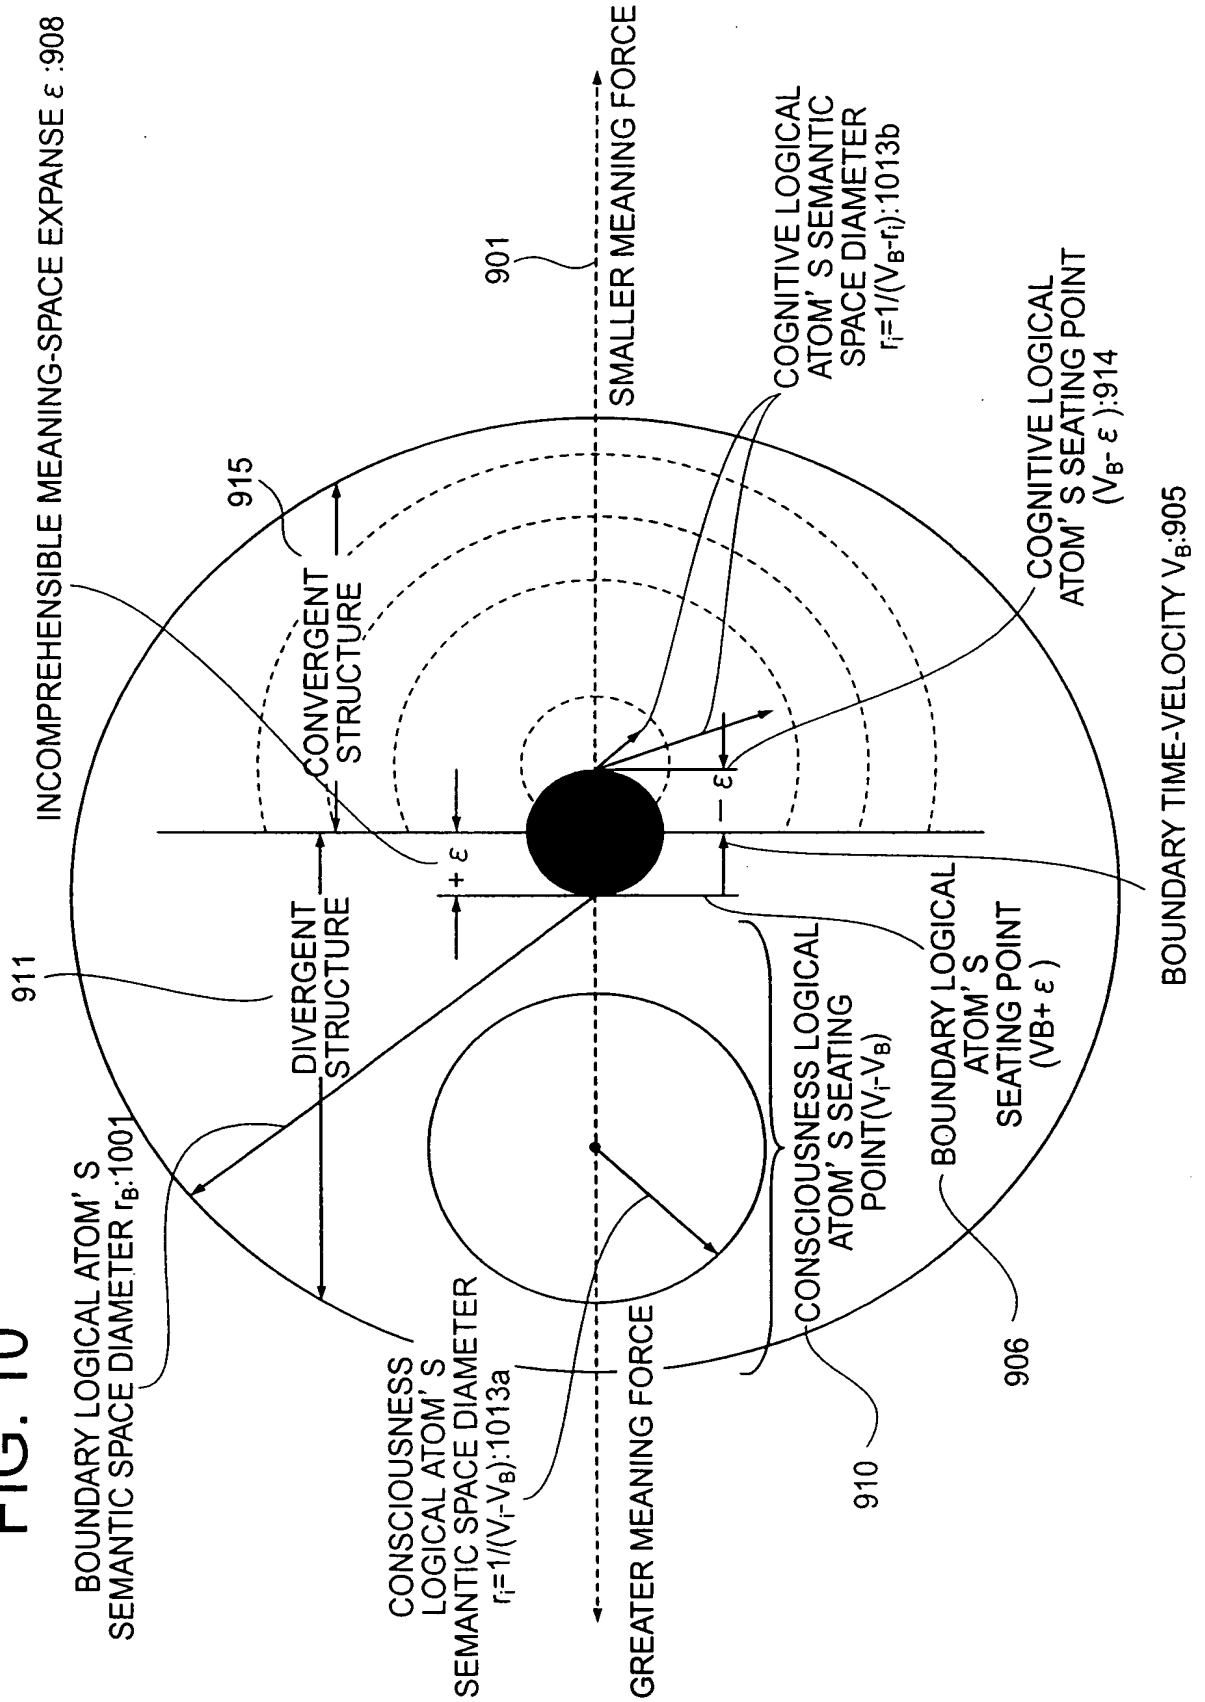 FIG. 10
BOUNDARY LOGICAL ATOM' S
SEMANTIC SPACE DIAMETER rB:1001
911
INCOMPREHENSIBLE MEANING-SPACE EXPANSE ε :908
DIVERGENT
STRUCTURE
915
CONVERGENT
STRUCTURE
CONSCIOUSNESS
LOGICAL ATOM' S
SEMANTIC SPACE DIAMETER
ri=1/(Vi-VB):1013a
+ ε
901
GREATER MEANING FORCE
SMALLER MEANING FORCE
- ε
COGNITIVE LOGICAL
ATOM' S SEMANTIC
SPACE DIAMETER
ri=1/(VB-ri):1013b
910
CONSCIOUSNESS LOGICAL
ATOM' S SEATING
POINT(Vi-VB)
906
BOUNDARY LOGICAL
ATOM' S
SEATING POINT
(VB+ ε )
COGNITIVE LOGICAL
ATOM' S SEATING POINT
(VB- ε ):914
BOUNDARY TIME-VELOCITY VB:905